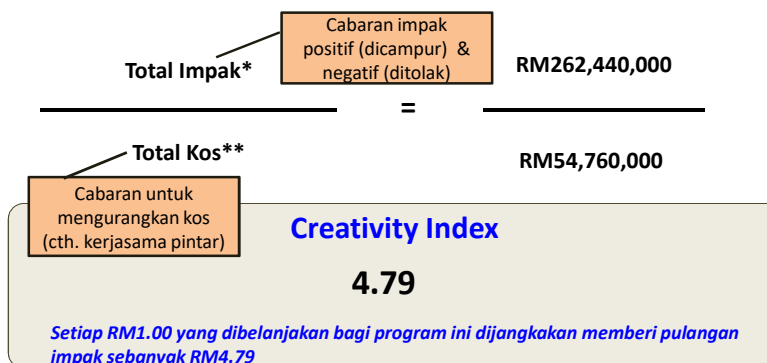 Cabaran impak
positif (dicampur) &
negatif (ditolak)
Total Impak*
RM262,440,000
=
Total Kos**
RM54,760,000
Cabaran untuk
mengurangkan kos
(cth. kerjasama pintar)
Creativity Index
4.79
Setiap RM1.00 yang dibelanjakan bagi program ini dijangkakan memberi pulangan
impak sebanyak RM4.79